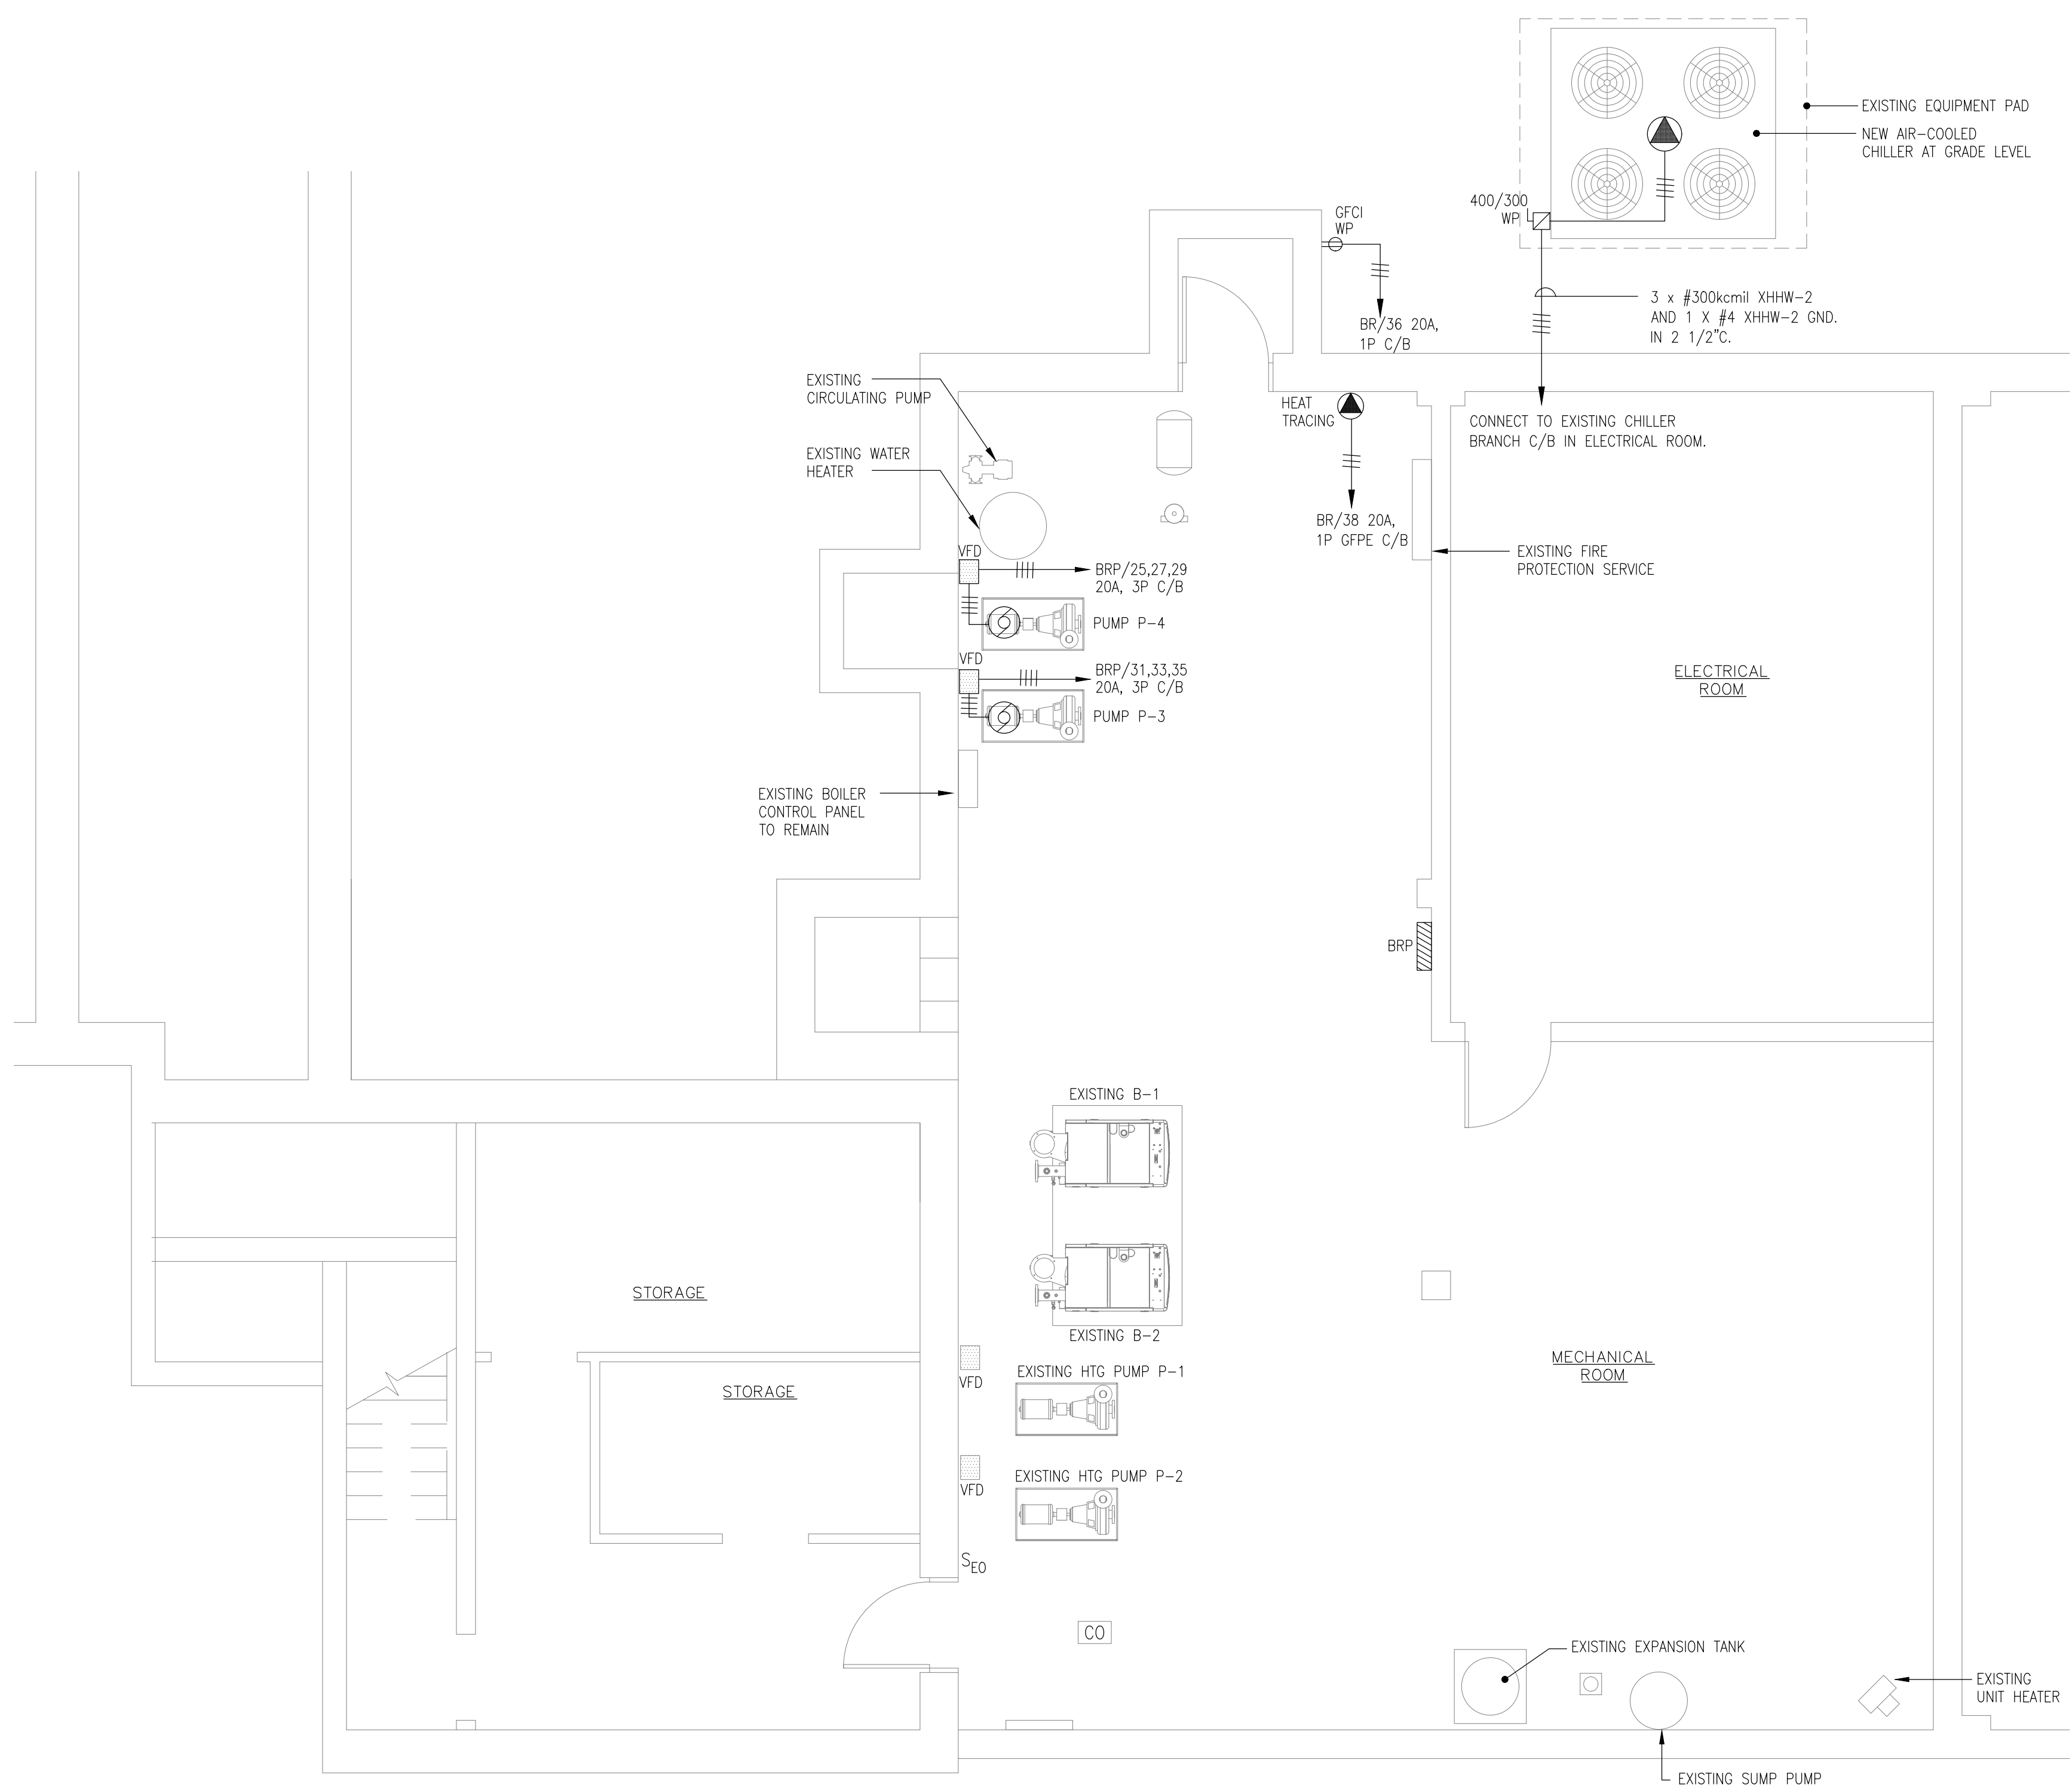 EXISTING EQUIPMENT PAD
NEW AIR-COOLED
CHILLER AT GRADE LEVEL
400/300
WP
GFCI
WP
3 x #300kcmil XHHW-2
AND 1 X #4 XHHW-2 GND.
IN 2 1/2"C.
BR/36 20A,
1P C/B
EXISTING
CIRCULATING PUMP
HEAT
TRACING
CONNECT TO EXISTING CHILLER
BRANCH C/B IN ELECTRICAL ROOM.
EXISTING WATER
HEATER
BR/38 20A,
1P GFPE C/B
EXISTING FIRE
PROTECTION SERVICE
VFD
BRP/25,27,29
20A, 3P C/B
PUMP P-4
VFD
BRP/31,33,35
20A, 3P C/B
PUMP P-3
ELECTRICAL
ROOM
EXISTING BOILER
CONTROL PANEL
TO REMAIN
BRP
EXISTING B-1
STORAGE
EXISTING B-2
MECHANICAL
ROOM
EXISTING HTG PUMP P-1
VFD
STORAGE
EXISTING HTG PUMP P-2
VFD
SEO
CO
EXISTING EXPANSION TANK
EXISTING
UNIT HEATER
EXISTING SUMP PUMP